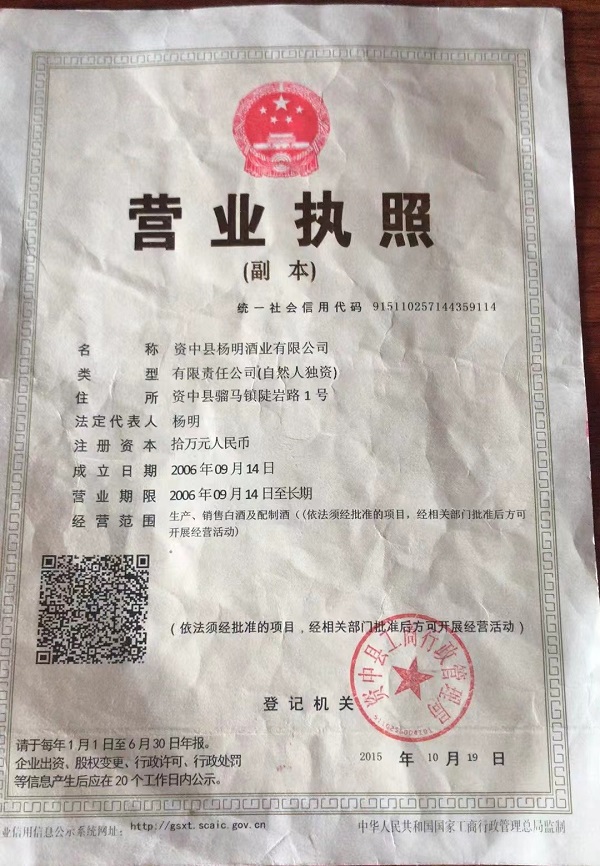 营业执照
(副 本)
统一社会信用代码 915110257144359114
名称 资中县杨明酒业有限公司
类型 有限责任公司(自然人独资)
住所 资中县骝马镇陡岩路1号
法定代表人 杨明
注册资本 拾万元人民币
成立日期 2006年09月14日
营业期限 2006年09月14日至长期
经营范围 生产、销售白酒及配制酒（(依法须经批准的项目，经相关部门批准后方可
开展经营活动)
（依法须经批准的项目，经相关部门批准后方可开展经营活动）
资中县工商行政管理局
登记机关
2015 年 10 月 19 日
请于每年1月1日至6月30日年报。
企业出资、股权变更、行政许可、行政处罚
等信息产生后应在20个工作日内公示。
业信用信息公示系统网址: http://gsxt.scaic.gov.cn
中华人民共和国国家工商行政管理总局监制